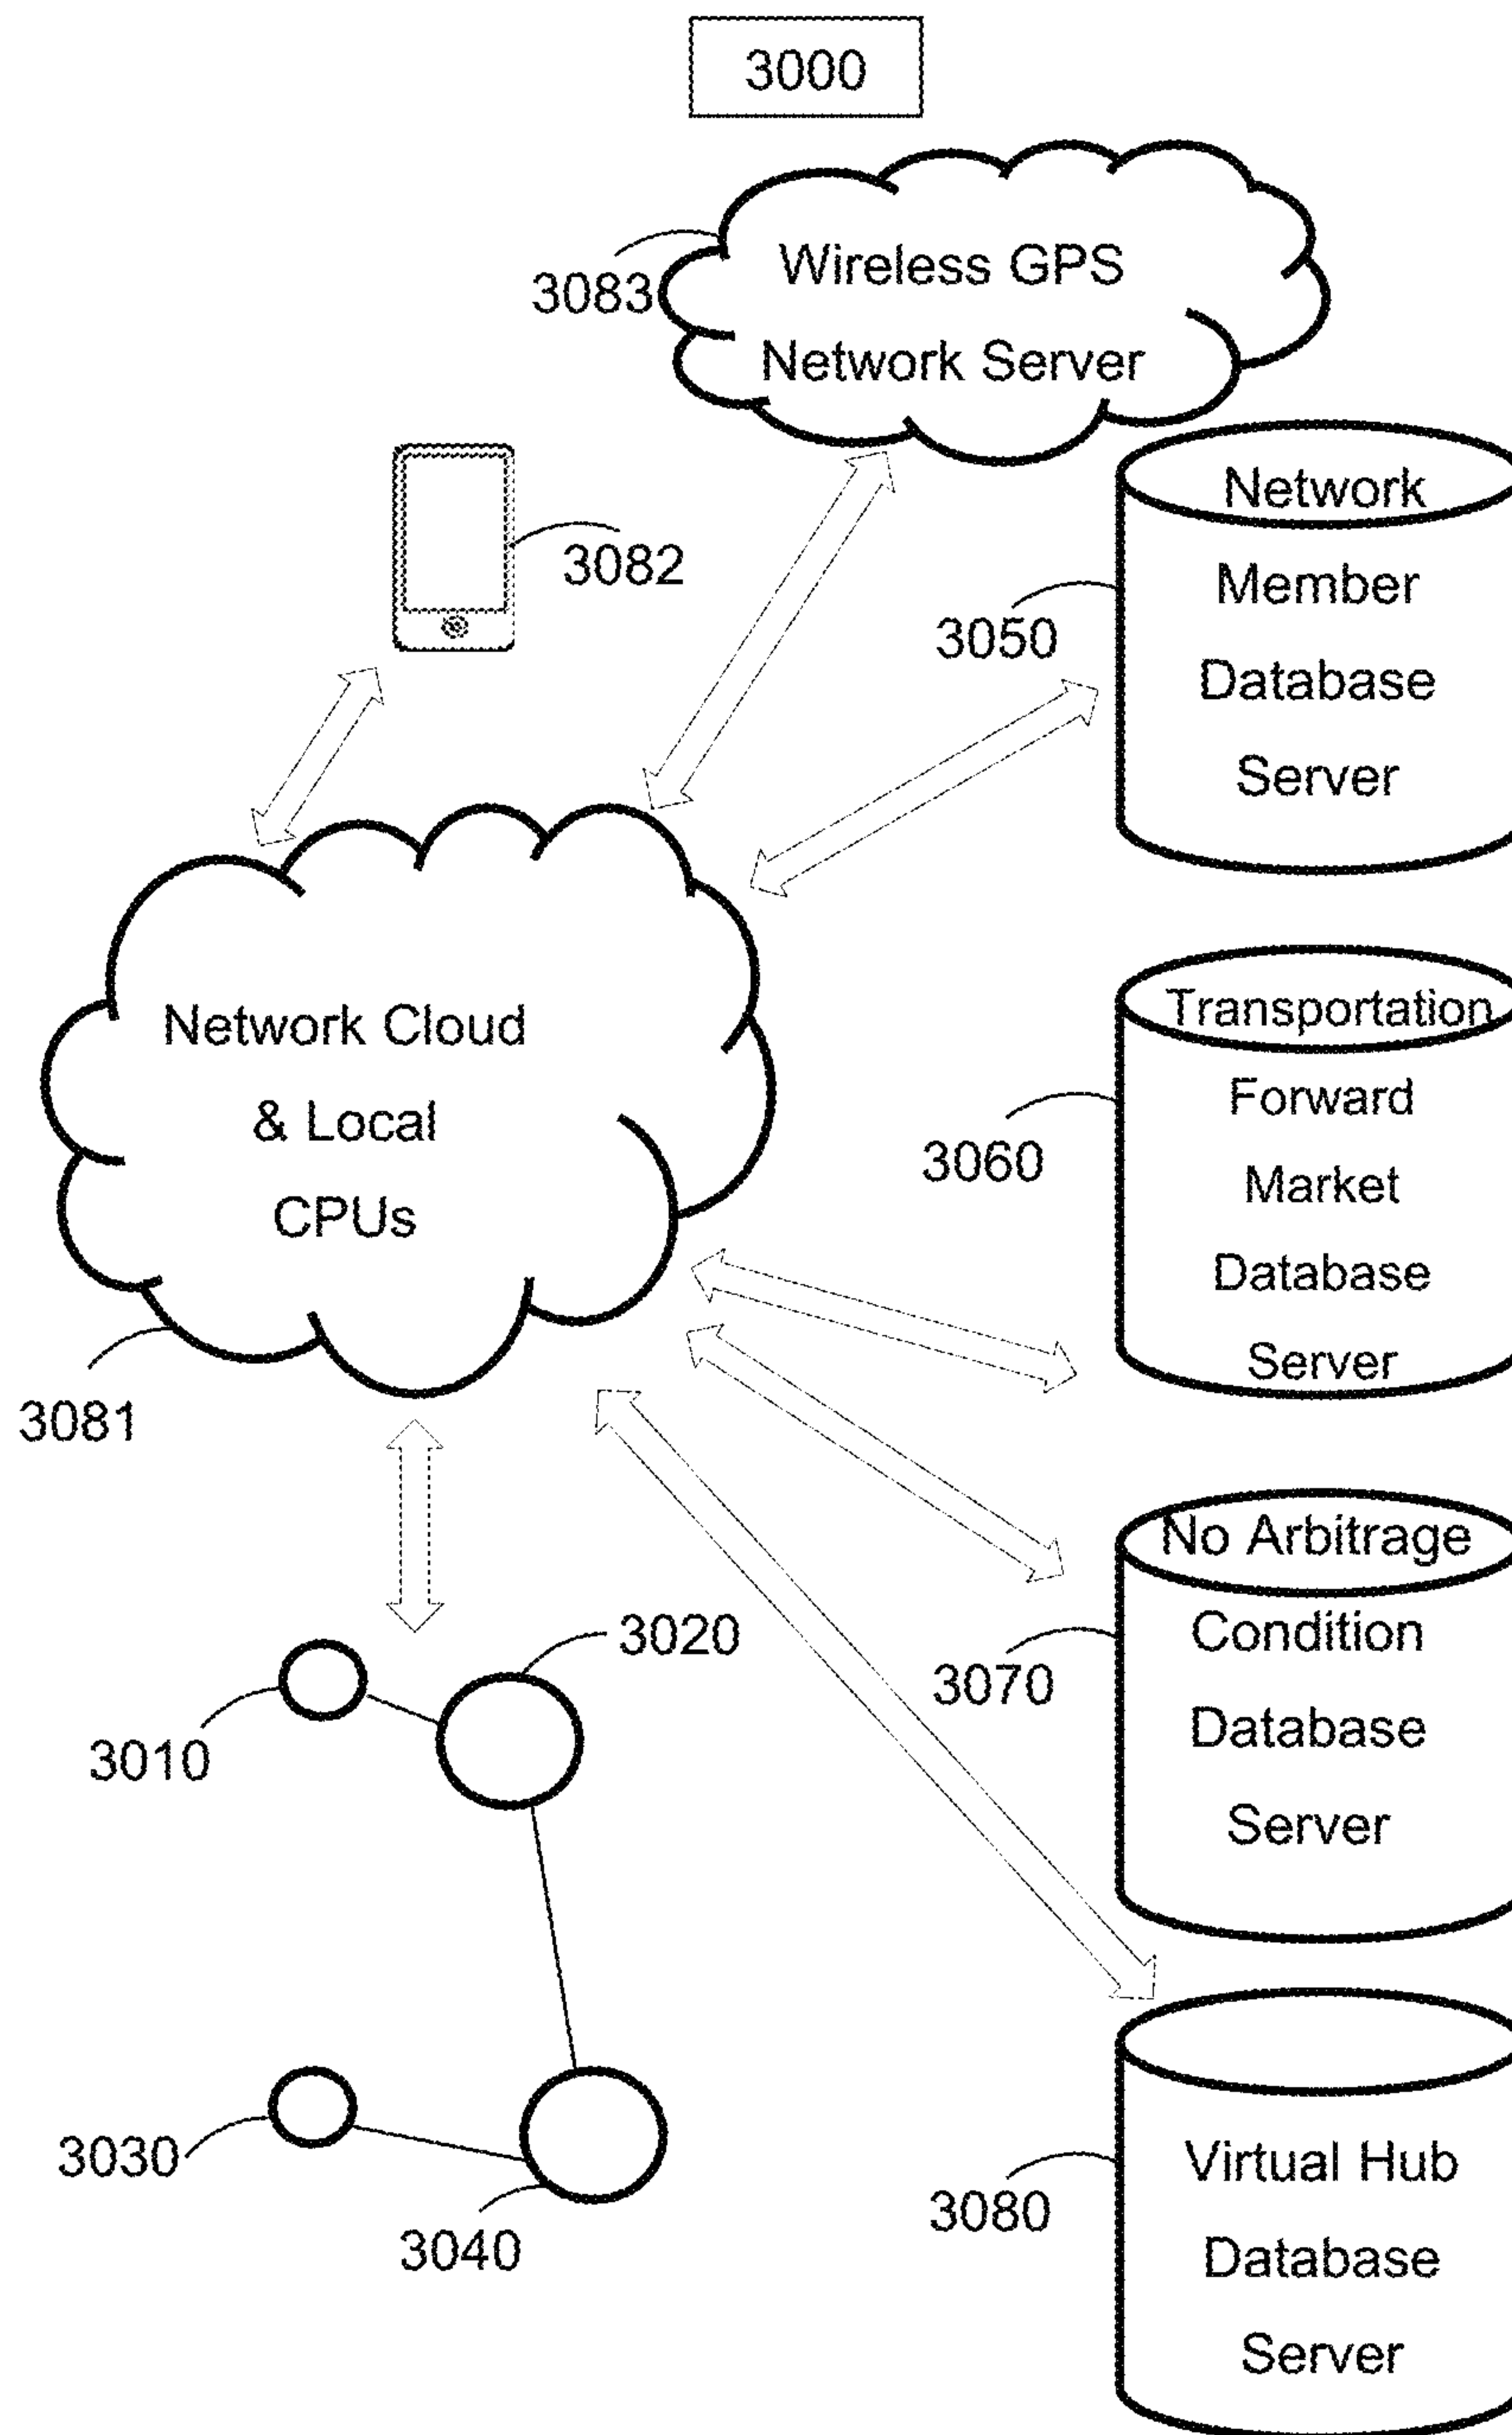 3000
Wireless GPS
Network Server
3083
3082
Network
Member
Database
Server
3050
Network Cloud
& Local
CPUs
3081
Transportation
Forward
Market
Database
Server
3060
No Arbitrage
Condition
Database
Server
3070
3020
3010
3030
3040
Virtual Hub
Database
Server
3080